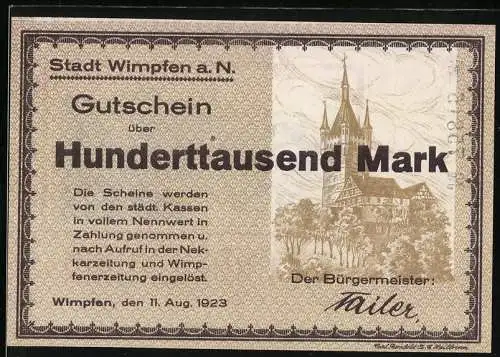 Stadt Wimpfen a. N.
Gutschein
über
Hunderttausend Mark
Die Scheine werden
von den städt. Kassen
in vollem Nennwert in
Zahlung genommen u.
nach Aufruf in der Nek-
karzeitung und Wimp-
fenerzeitung eingelöst.
Der Bürgermeister:
Wimpfen, den 11. Aug. 1923
Sailer,